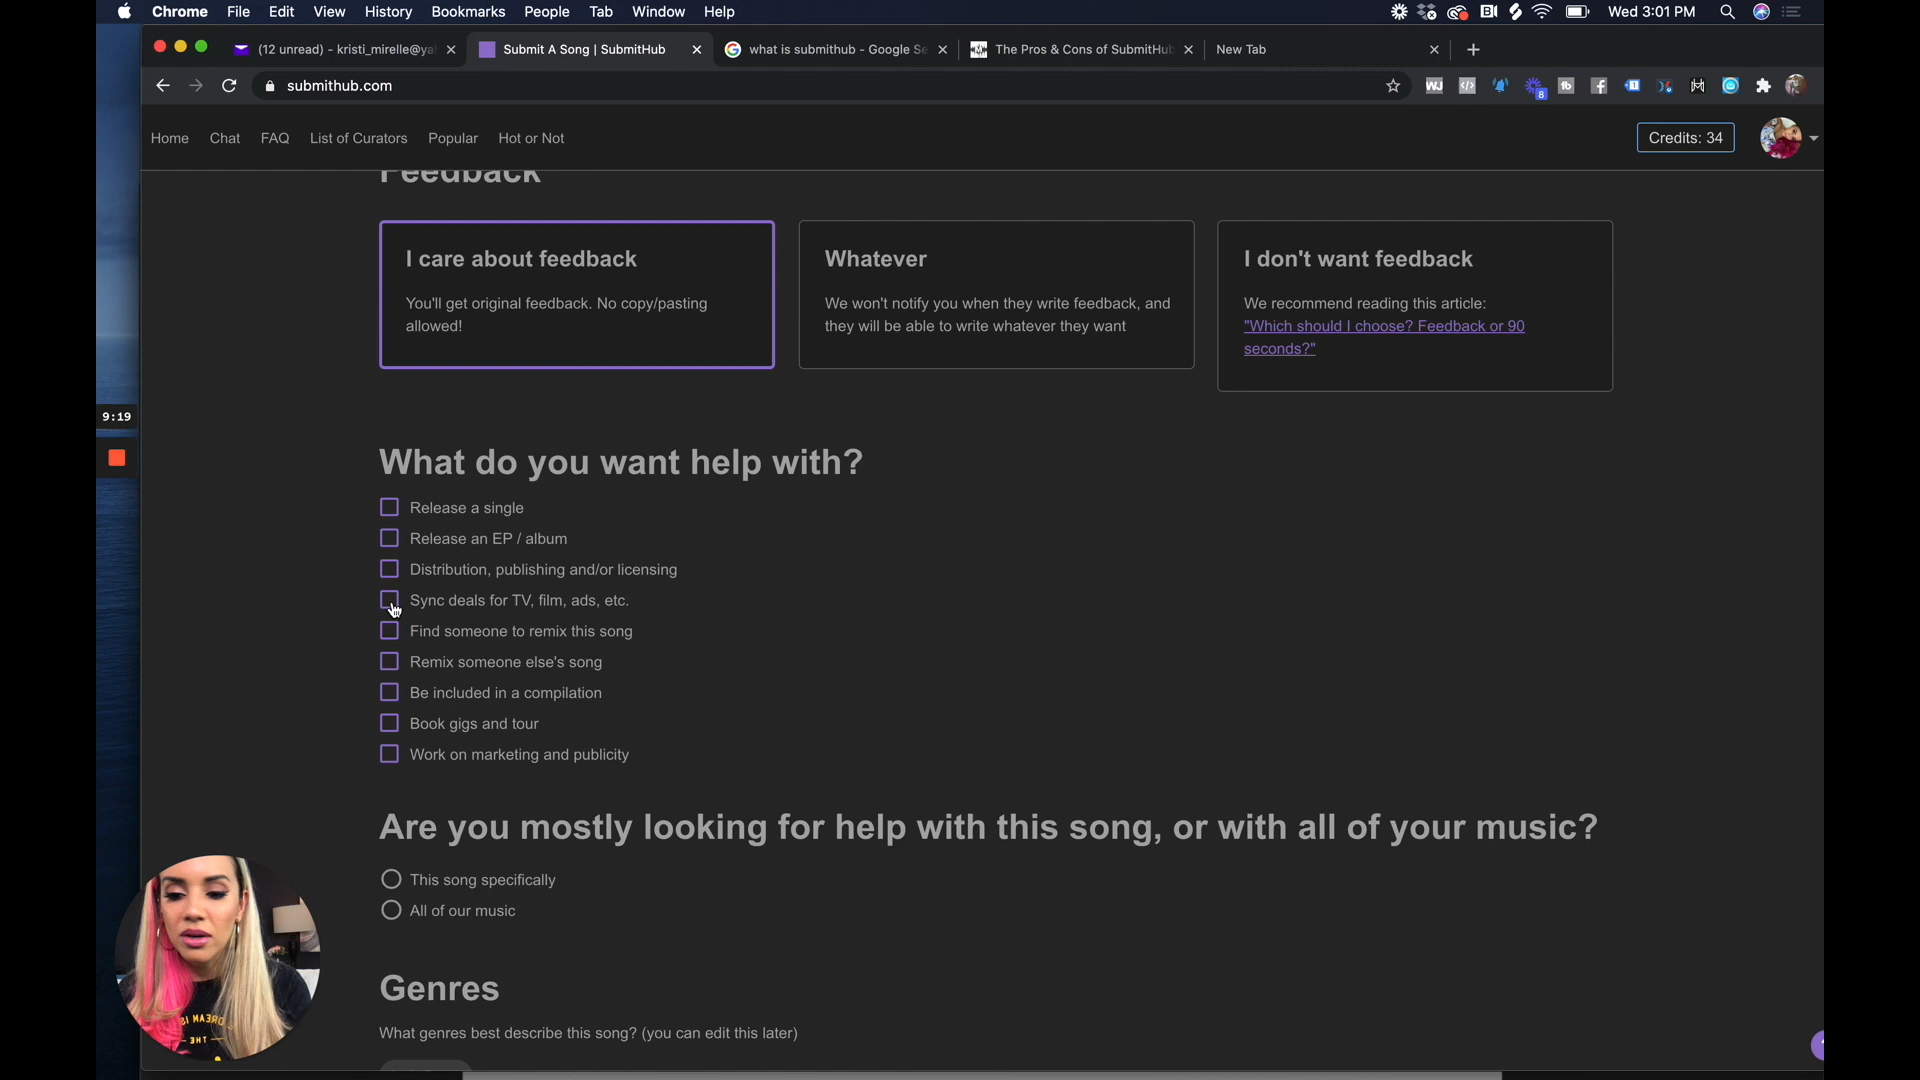 Chrome File Edit View History Bookmarks People Tab Window Help Wed 3:01 PM
(12 unread) - kristi_mirelle@ya Submit A Song | SubmitHub what is submithub - Google Se The Pros & Cons of SubmitHub New Tab
submithub.com
8
Home Chat FAQ List of Curators Popular Hot or Not Credits: 34
Feedback
I care about feedback
You'll get original feedback. No copy/pasting
allowed!
Whatever
We won't notify you when they write feedback, and
they will be able to write whatever they want
I don't want feedback
We recommend reading this article:
"Which should I choose? Feedback or 90
seconds?"
9:19
What do you want help with?
Release a single
Release an EP / album
Distribution, publishing and/or licensing
Sync deals for TV, film, ads, etc.
Find someone to remix this song
Remix someone else's song
Be included in a compilation
Book gigs and tour
Work on marketing and publicity
Are you mostly looking for help with this song, or with all of your music?
This song specifically
All of our music
Genres
What genres best describe this song? (you can edit this later)